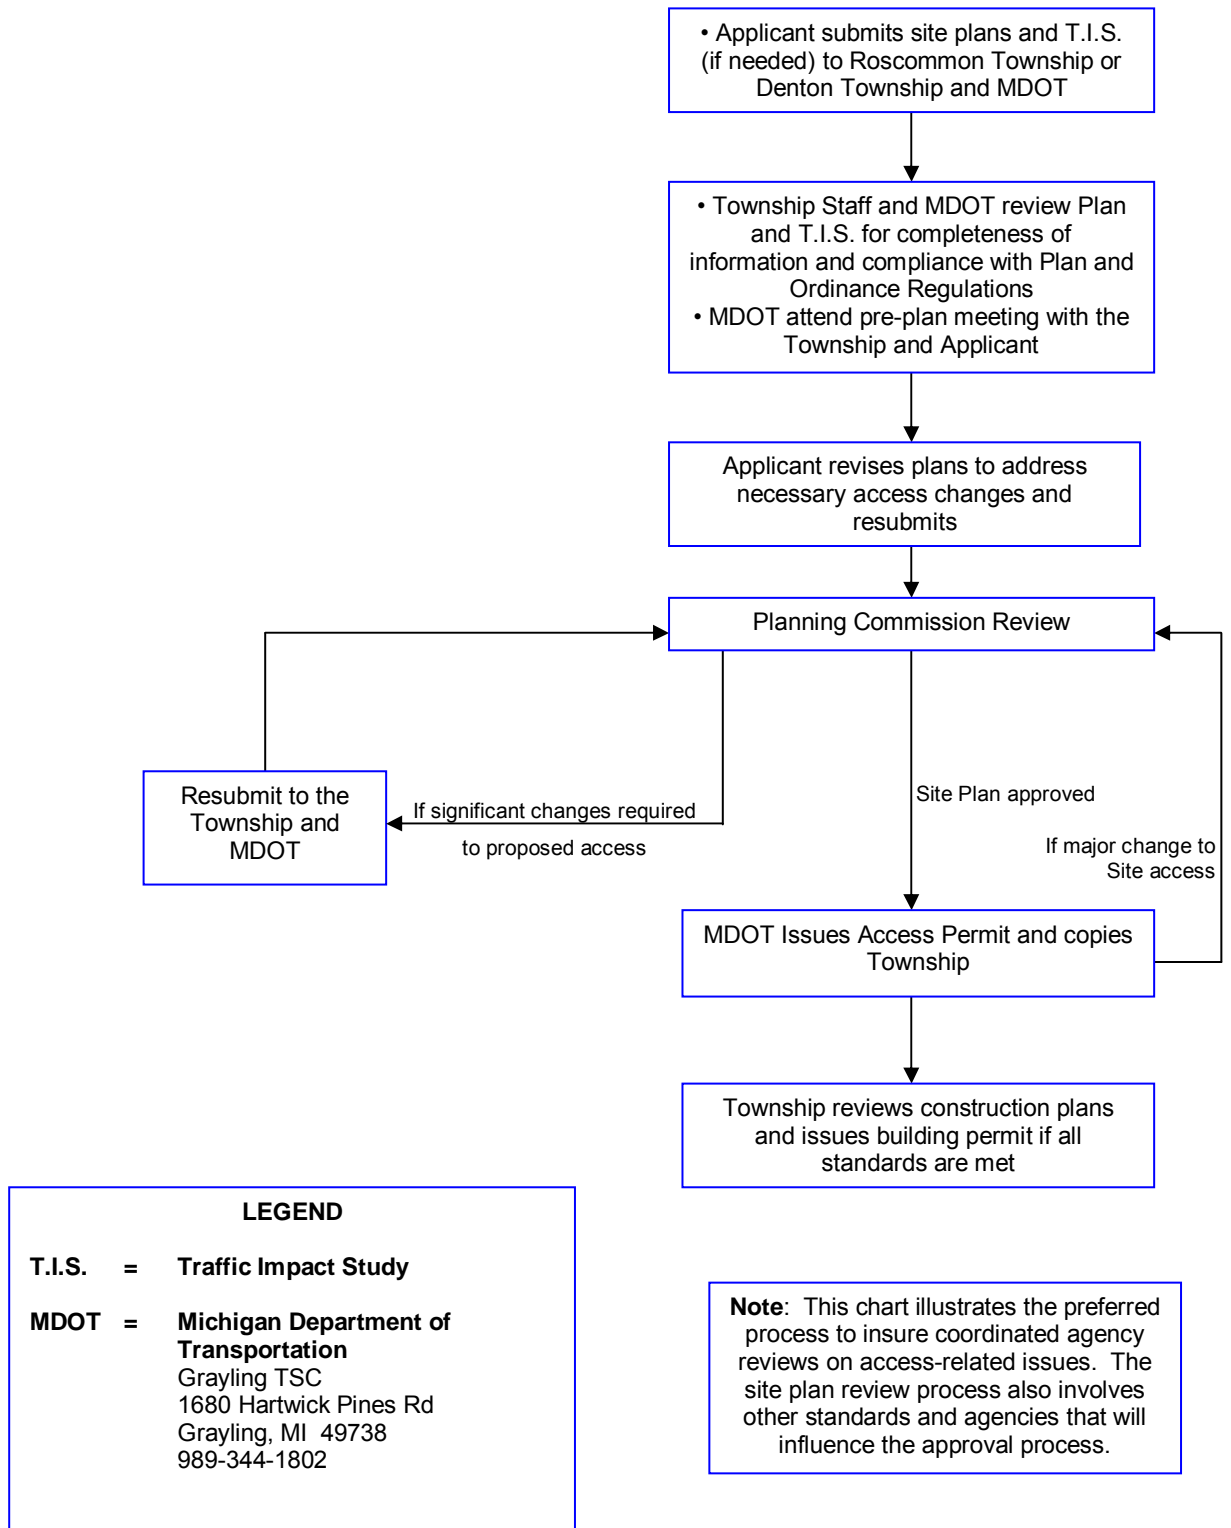 • Applicant submits site plans and T.I.S.
(if needed) to Roscommon Township or
Denton Township and MDOT
• Township Staff and MDOT review Plan
and T.I.S. for completeness of
information and compliance with Plan and
Ordinance Regulations
• MDOT attend pre-plan meeting with the
Township and Applicant
Applicant revises plans to address
necessary access changes and
resubmits
Planning Commission Review
Resubmit to the
Township and
MDOT
If significant changes required
to proposed access
Site Plan approved
If major change to
Site access
MDOT Issues Access Permit and copies
Township
Township reviews construction plans
and issues building permit if all
standards are met
LEGEND
T.I.S. = Traffic Impact Study
MDOT = Michigan Department of
Transportation
Grayling TSC
1680 Hartwick Pines Rd
Grayling, MI 49738
989-344-1802
Note: This chart illustrates the preferred
process to insure coordinated agency
reviews on access-related issues. The
site plan review process also involves
other standards and agencies that will
influence the approval process.